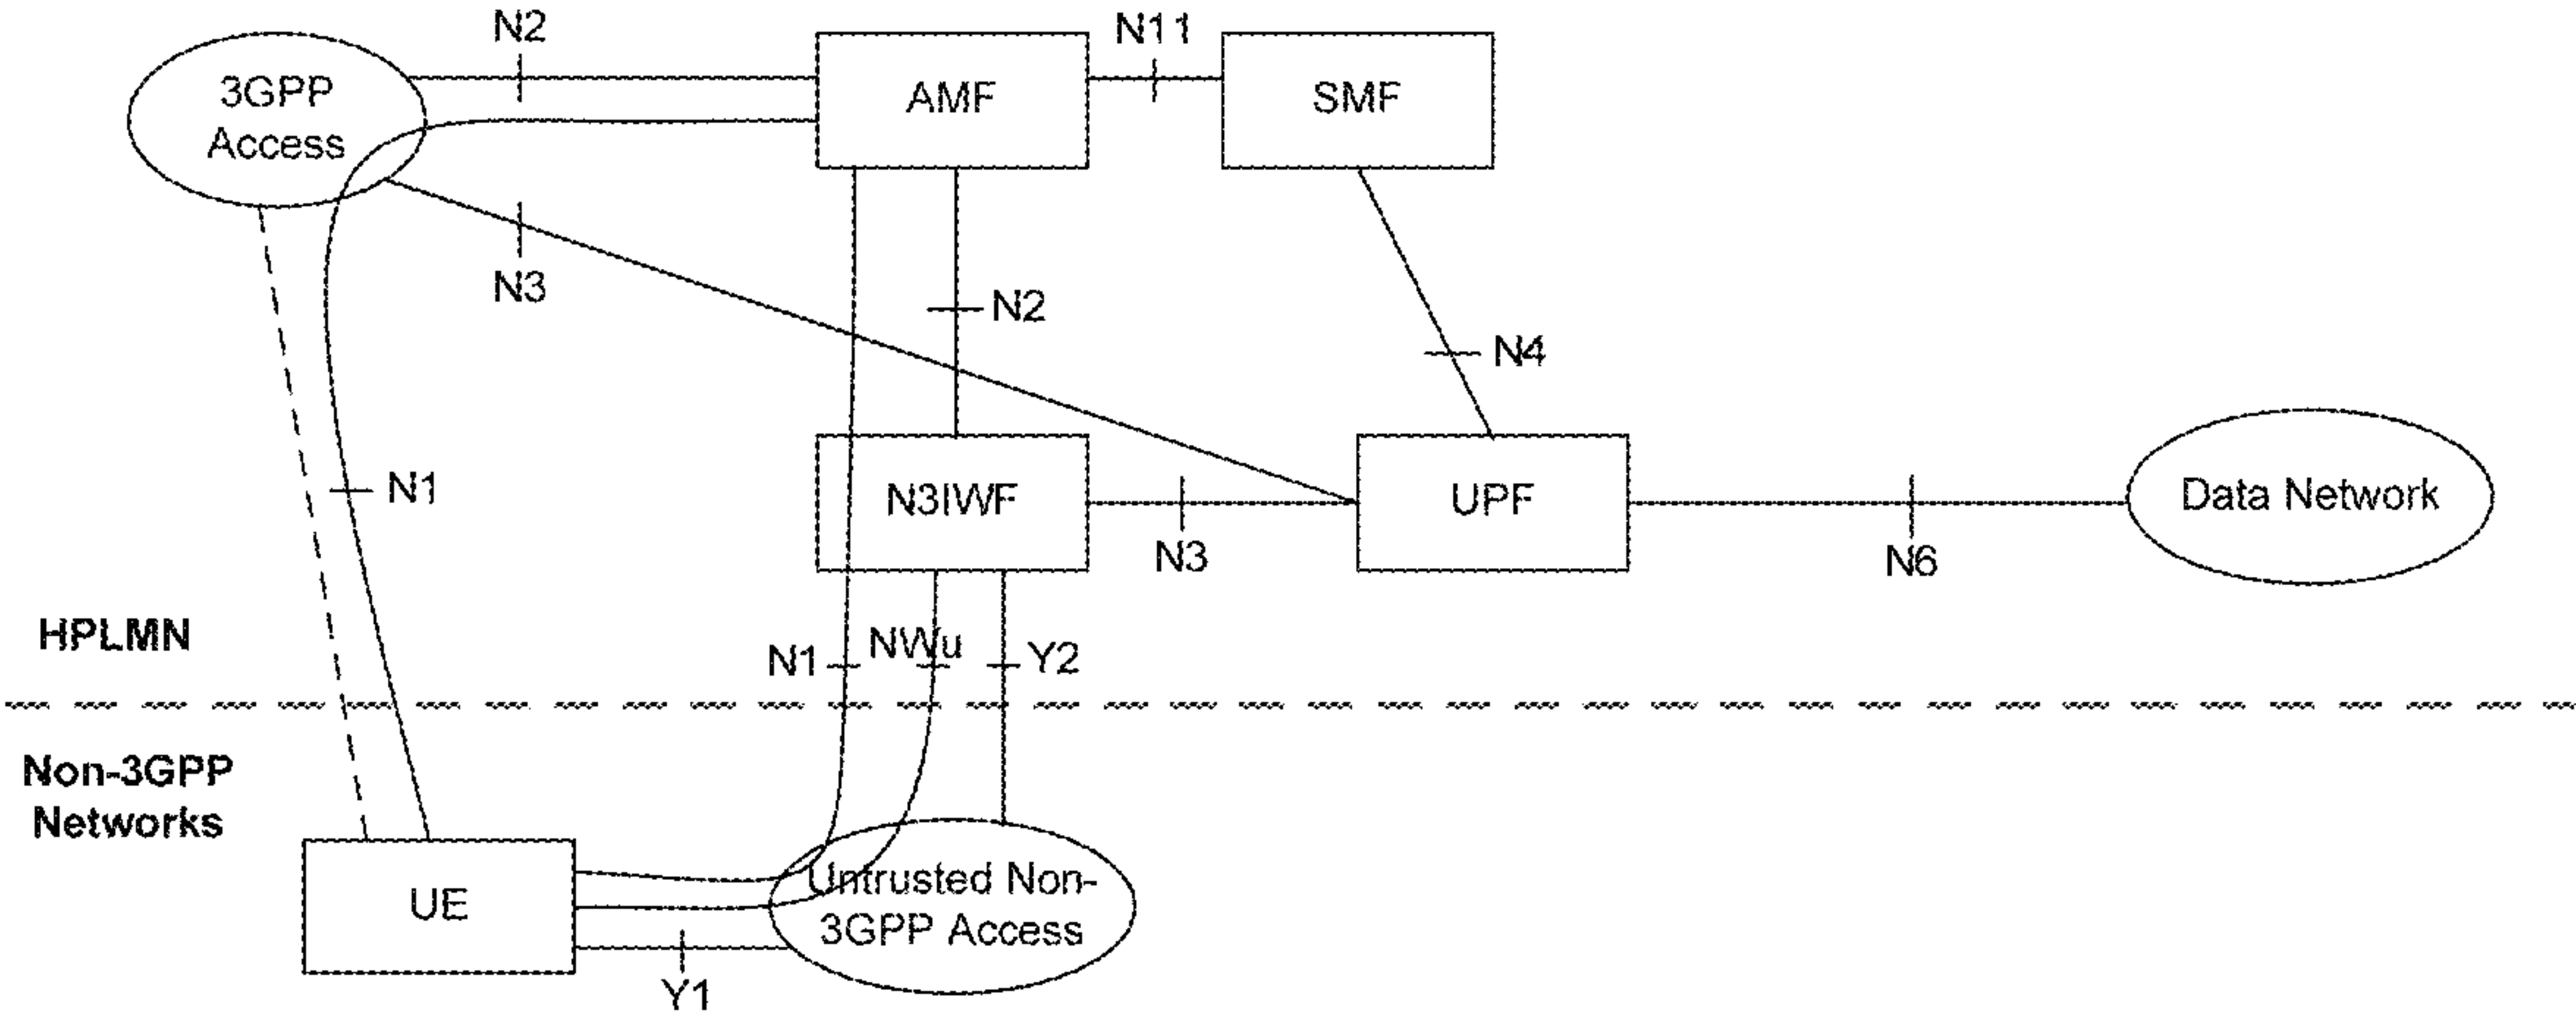 N2
N11
3GPP
Access
AMF
SMF
N3
N2
N4
N1
N3IWF
UPF
Data Network
N3
N6
HPLMN
N1
NWu
Y2
Non-3GPP
Networks
UE
Untrusted Non-
3GPP Access
Y1